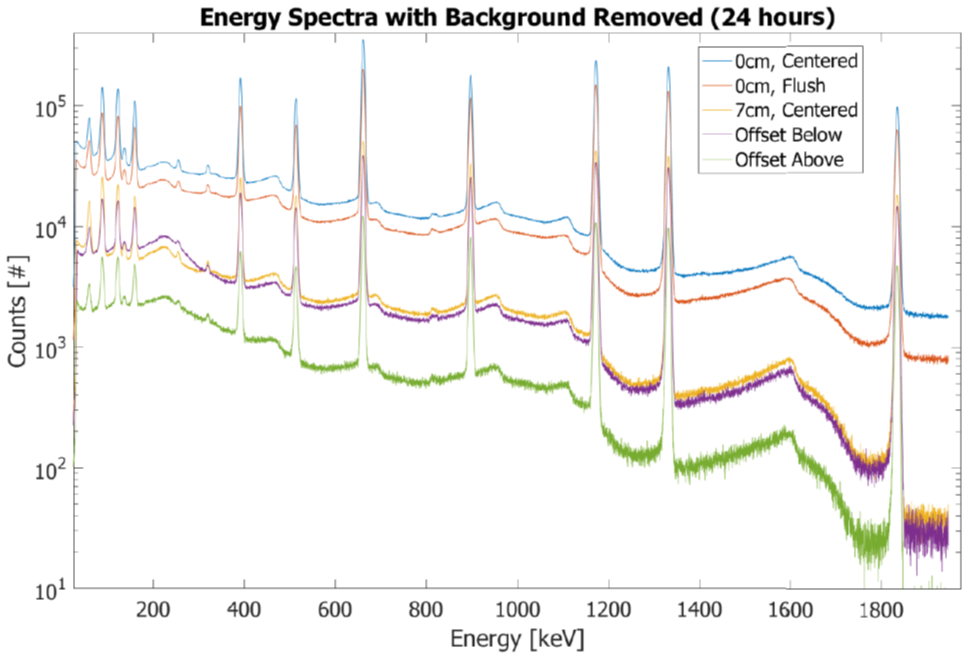 Energy Spectra with Background Removed (24 hours)
0cm, Centered
0cm, Flush
7cm, Centered
Offset Below
Offset Above
Counts [#]
10^5
10^4
10^3
10^2
10^1
200 400 600 800 1000 1200 1400 1600 1800
Energy [keV]